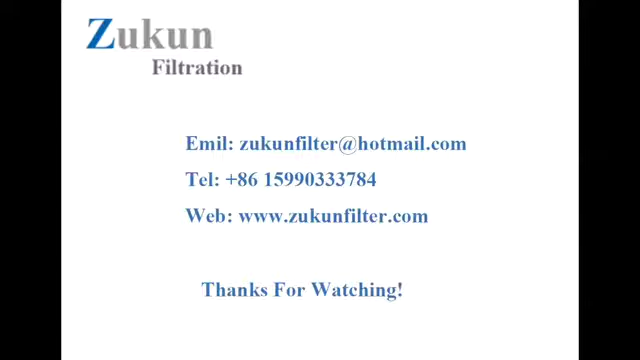 Zukun
Filtration
Emil: zukunfilter@hotmail.com
Tel: +86 15990333784
Web: www.zukunfilter.com
Thanks For Watching!